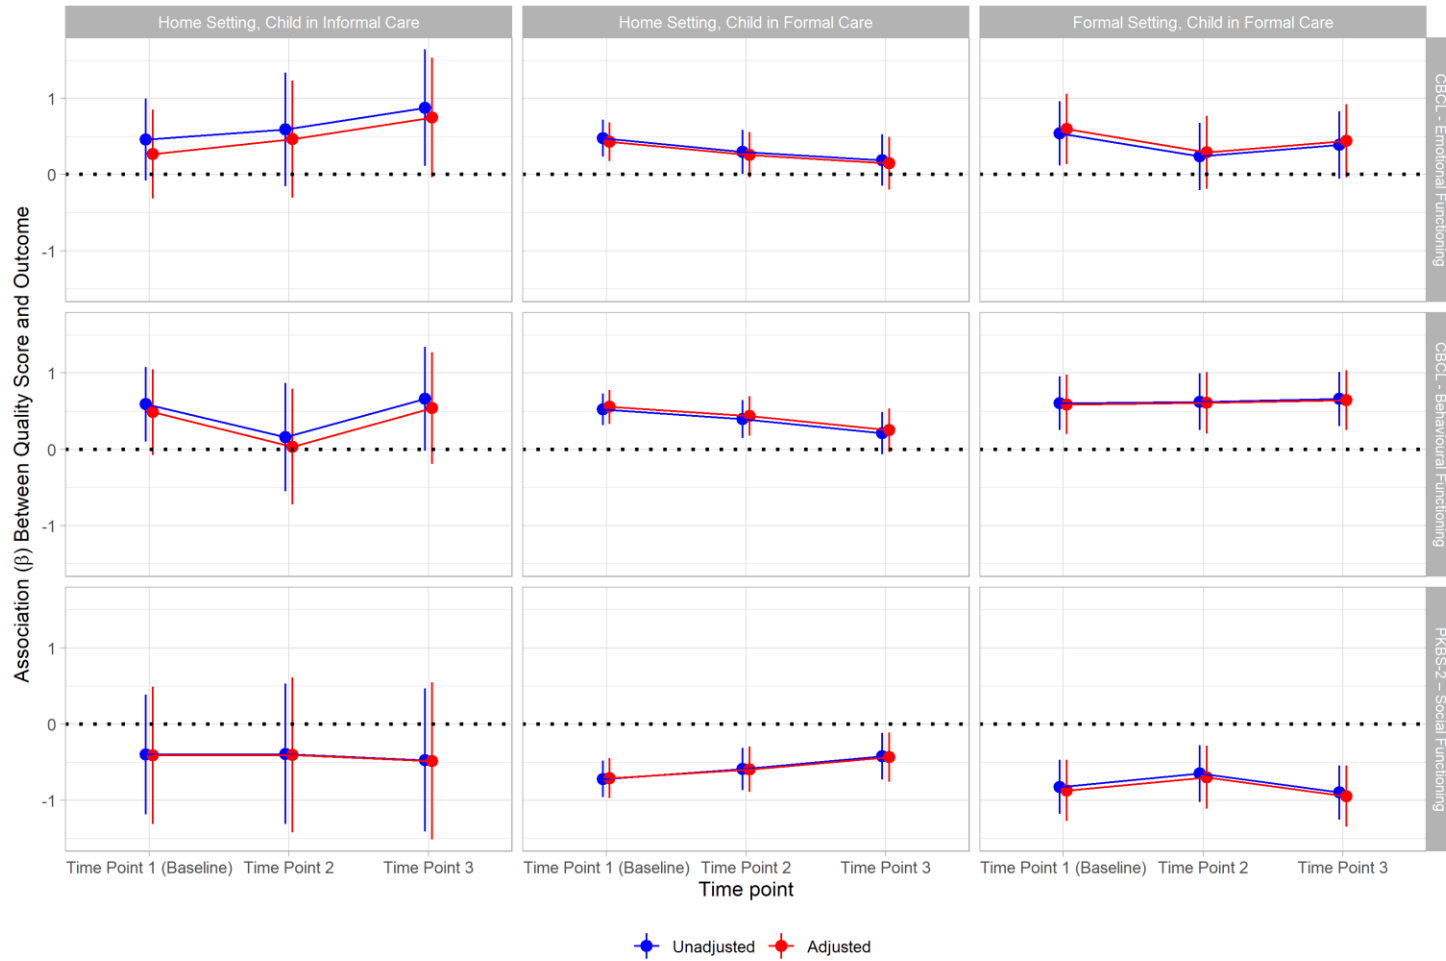 Home Setting, Child in Informal Care
Home Setting, Child in Formal Care
Formal Setting, Child in Formal Care
Association (β) Between Quality Score and Outcome
1
0
-1
CBCL - Emotional Functioning
1
0
-1
CBCL - Behavioural Functioning
1
0
-1
PKBS-2 – Social Functioning
Time Point 1 (Baseline) Time Point 2 Time Point 3
Time Point 1 (Baseline) Time Point 2 Time Point 3
Time Point 1 (Baseline) Time Point 2 Time Point 3
Time point
Unadjusted Adjusted